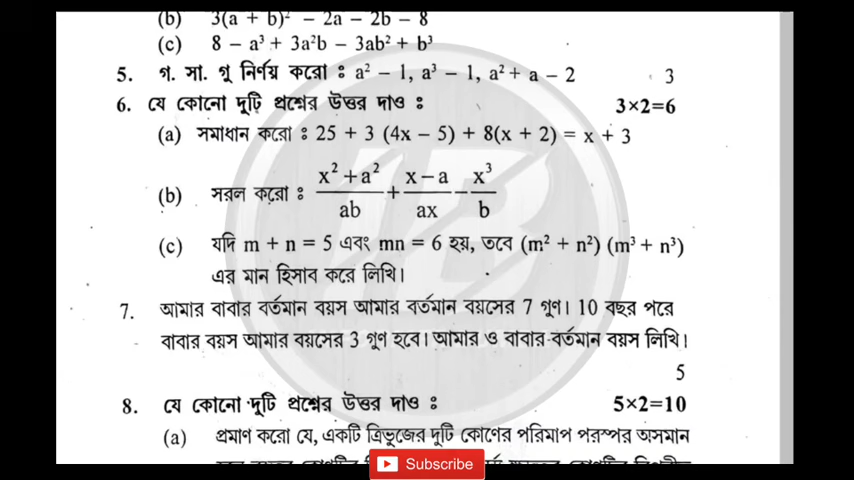 (b) 3(a + b)² − 2a − 2b − 8
(c) 8 − a³ + 3a²b − 3ab² + b³
5. গ. সা. গু নির্ণয় করো ঃ a² − 1, a³ − 1, a² + a − 2 3
6. যে কোনো দুটি প্রশ্নের উত্তর দাও ঃ 3×2=6
(a) সমাধান করো ঃ 25 + 3 (4x − 5) + 8(x + 2) = x + 3
(b) সরল করো ঃ (x² + a²)/ab + (x − a)/ax − x³/b
(c) যদি m + n = 5 এবং mn = 6 হয়, তবে (m² + n²) (m³ + n³)
এর মান হিসাব করে লিখি।
7. আমার বাবার বর্তমান বয়স আমার বর্তমান বয়সের 7 গুণ। 10 বছর পরে
বাবার বয়স আমার বয়সের 3 গুণ হবে। আমার ও বাবার বর্তমান বয়স লিখি।
5
8. যে কোনো দুটি প্রশ্নের উত্তর দাও ঃ 5×2=10
(a) প্রমাণ করো যে, একটি ত্রিভুজের দুটি কোণের পরিমাপ পরস্পর অসমান
Subscribe